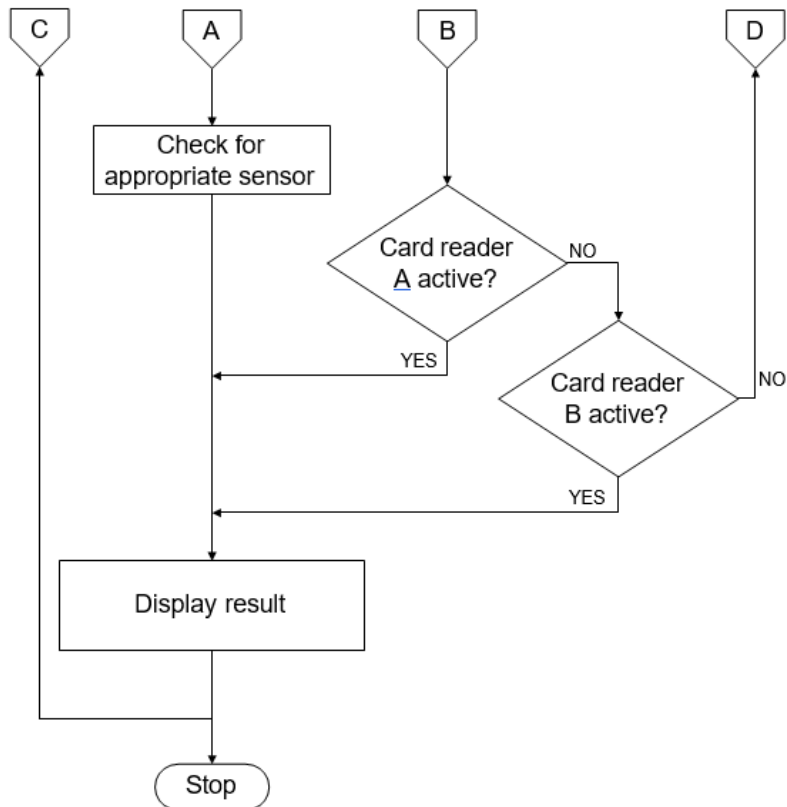 C
A
B
D
Check for
appropriate sensor
Card reader
A active?
NO
YES
Card reader
B active?
NO
YES
Display result
Stop